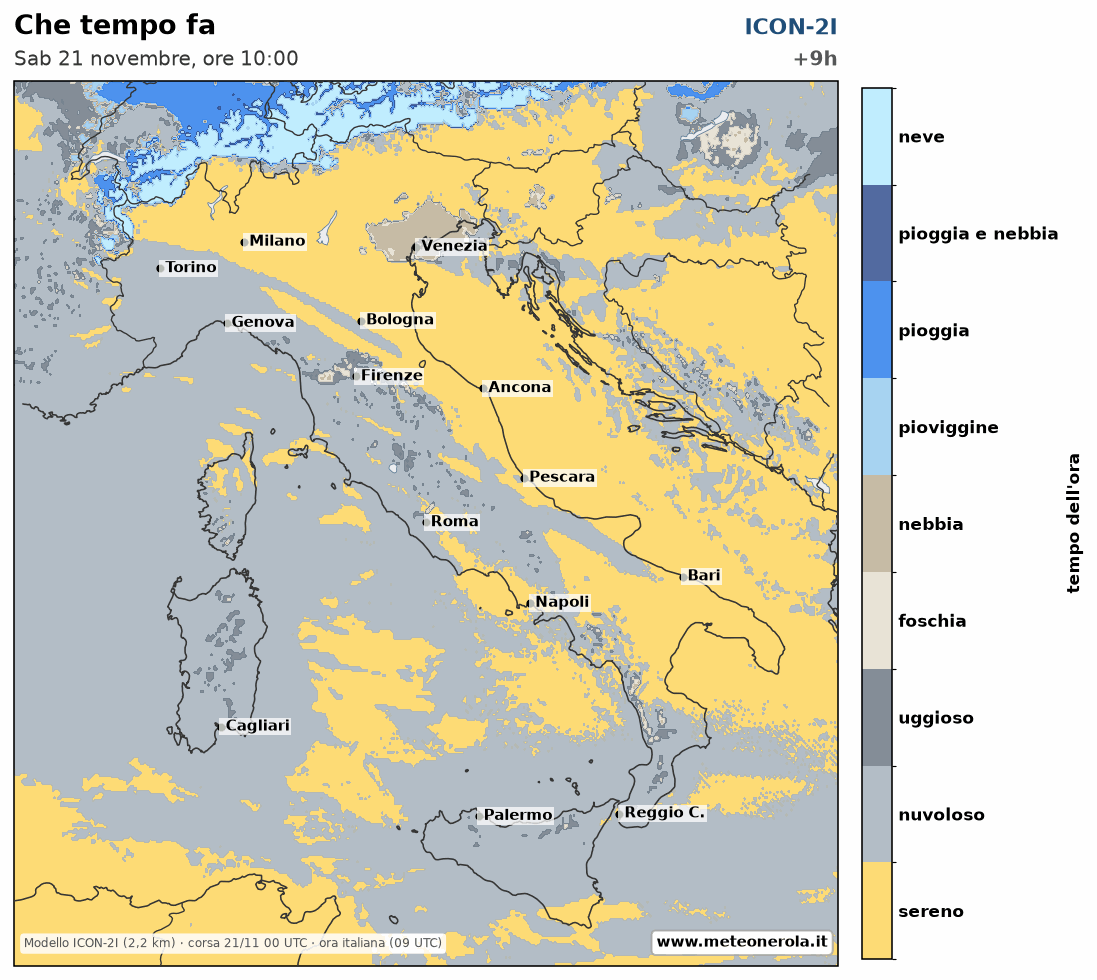 Che tempo fa
ICON-2I
Sab 21 novembre, ore 10:00
+9h
neve
pioggia e nebbia
pioggia
pioviggine
nebbia
foschia
uggioso
nuvoloso
sereno
tempo dell'ora
Milano
Venezia
Torino
Genova
Bologna
Firenze
Ancona
Pescara
Roma
Bari
Napoli
Cagliari
Palermo
Reggio C.
Modello ICON-2I (2,2 km) · corsa 21/11 00 UTC · ora italiana (09 UTC)
www.meteonerola.it